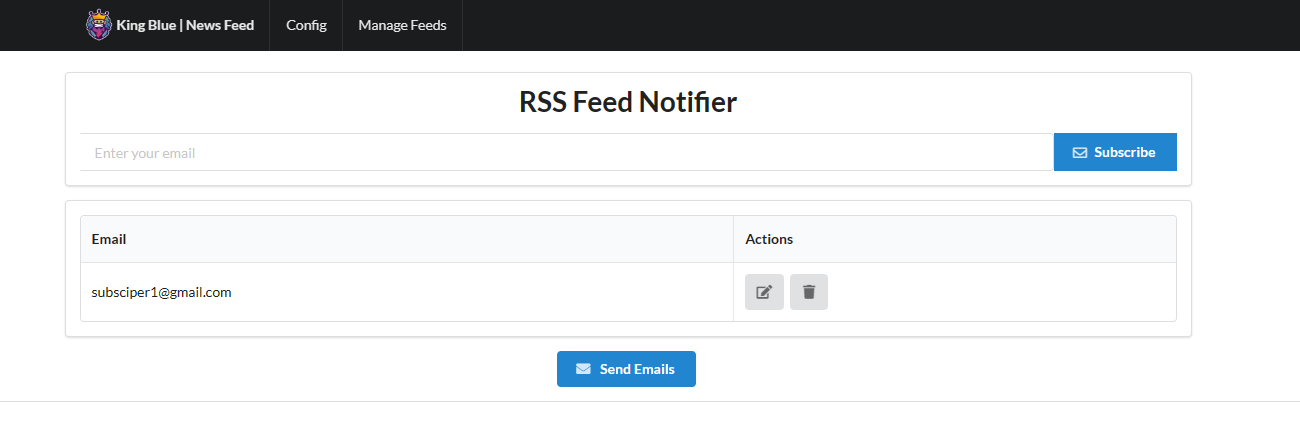 King Blue | News Feed Config Manage Feeds
RSS Feed Notifier
Enter your email Subscribe
Email Actions
subsciper1@gmail.com
Send Emails